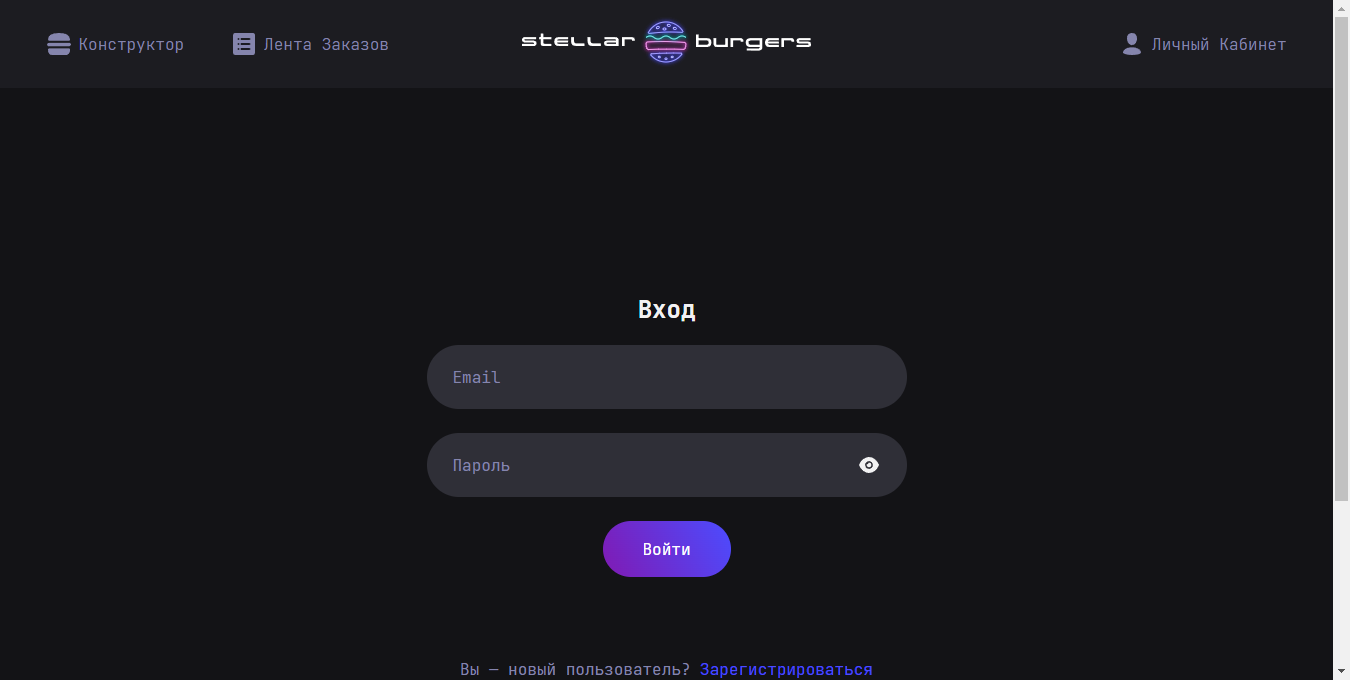 Конструктор
Лента Заказов
stellar burgers
Личный Кабинет
Вход
Email
Пароль
Войти
Вы — новый пользователь? Зарегистрироваться